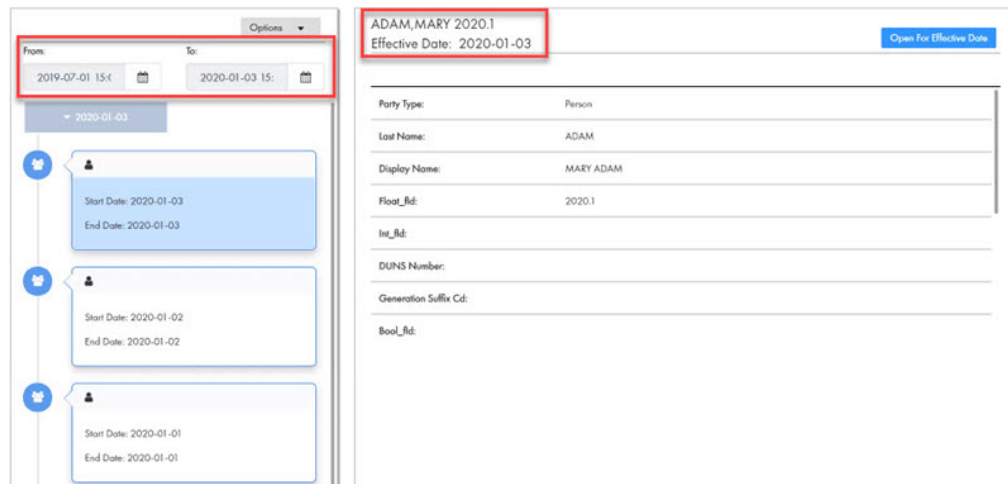 Options
From:
To:
2019-07-01 15:(
2020-01-03 15:
2020-01-03
Start Date: 2020-01-03
End Date: 2020-01-03
Start Date: 2020-01-02
End Date: 2020-01-02
Start Date: 2020-01-01
End Date: 2020-01-01
ADAM,MARY 2020.1
Effective Date: 2020-01-03
Open For Effective Date
Party Type: Person
Last Name: ADAM
Display Name: MARY ADAM
Float_fld: 2020.1
Int_fld:
DUNS Number:
Generation Suffix Cd:
Bool_fld: